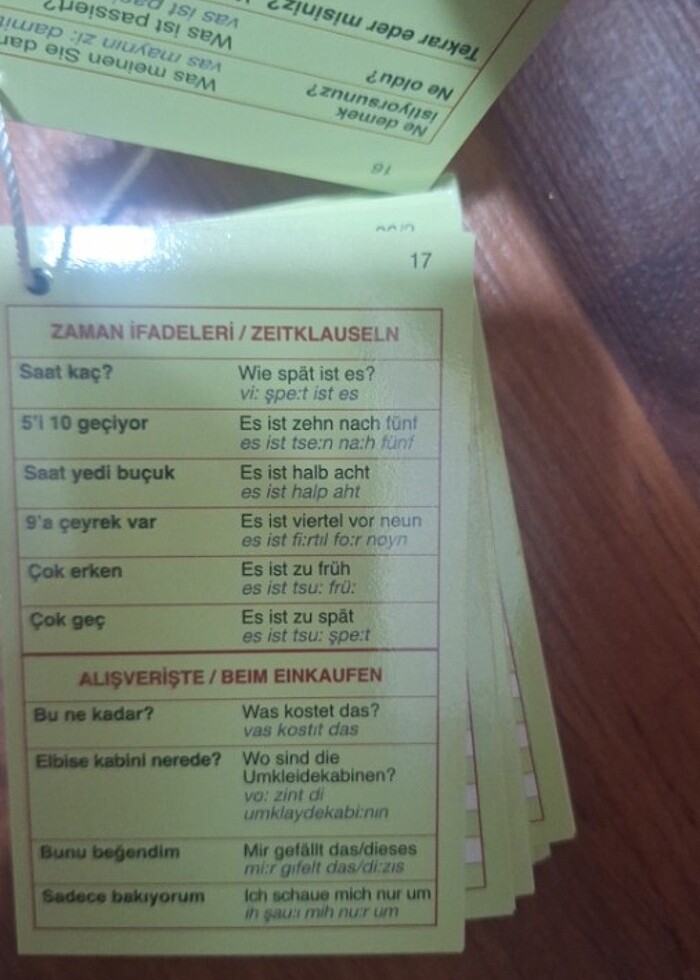 16
Ne demek
istiyorsunuz?
Was meinen Sie
Ne oldu?
Was ist passiert?
Tekrar eder misiniz?
17
ZAMAN İFADELERİ / ZEITKLAUSELN
Saat kaç? Wie spät ist es?
vi: şpe:t ist es
5'i 10 geçiyor Es ist zehn nach fünf
es ist tse:n na:h fünf
Saat yedi buçuk Es ist halb acht
es ist halp aht
9'a çeyrek var Es ist viertel vor neun
es ist fi:rtıl fo:r noyn
Çok erken Es ist zu früh
es ist tsu: frü:
Çok geç Es ist zu spät
es ist tsu: şpe:t
ALIŞVERİŞTE / BEIM EINKAUFEN
Bu ne kadar? Was kostet das?
vas kostıt das
Elbise kabini nerede? Wo sind die
Umkleidekabinen?
vo: zint di
umklaydekabi:nın
Bunu beğendim Mir gefällt das/dieses
mi:r gıfelt das/di:zıs
Sadece bakıyorum Ich schaue mich nur um
ih şau:ı mih nu:r um